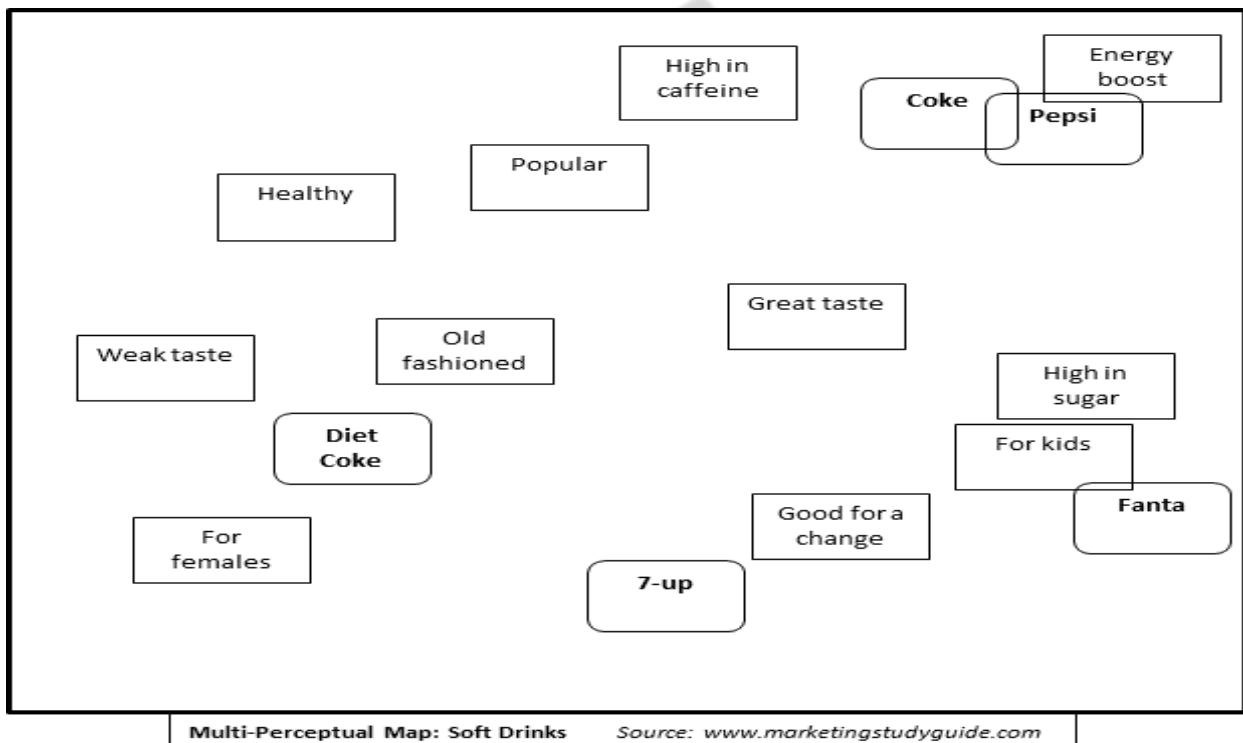 Energy
boost
High in
caffeine
Coke
Pepsi
Popular
Healthy
Great taste
Old
fashioned
Weak taste
High in
sugar
Diet
Coke
For kids
Fanta
Good for a
change
For
females
7-up
Multi-Perceptual Map: Soft Drinks Source: www.marketingstudyguide.com